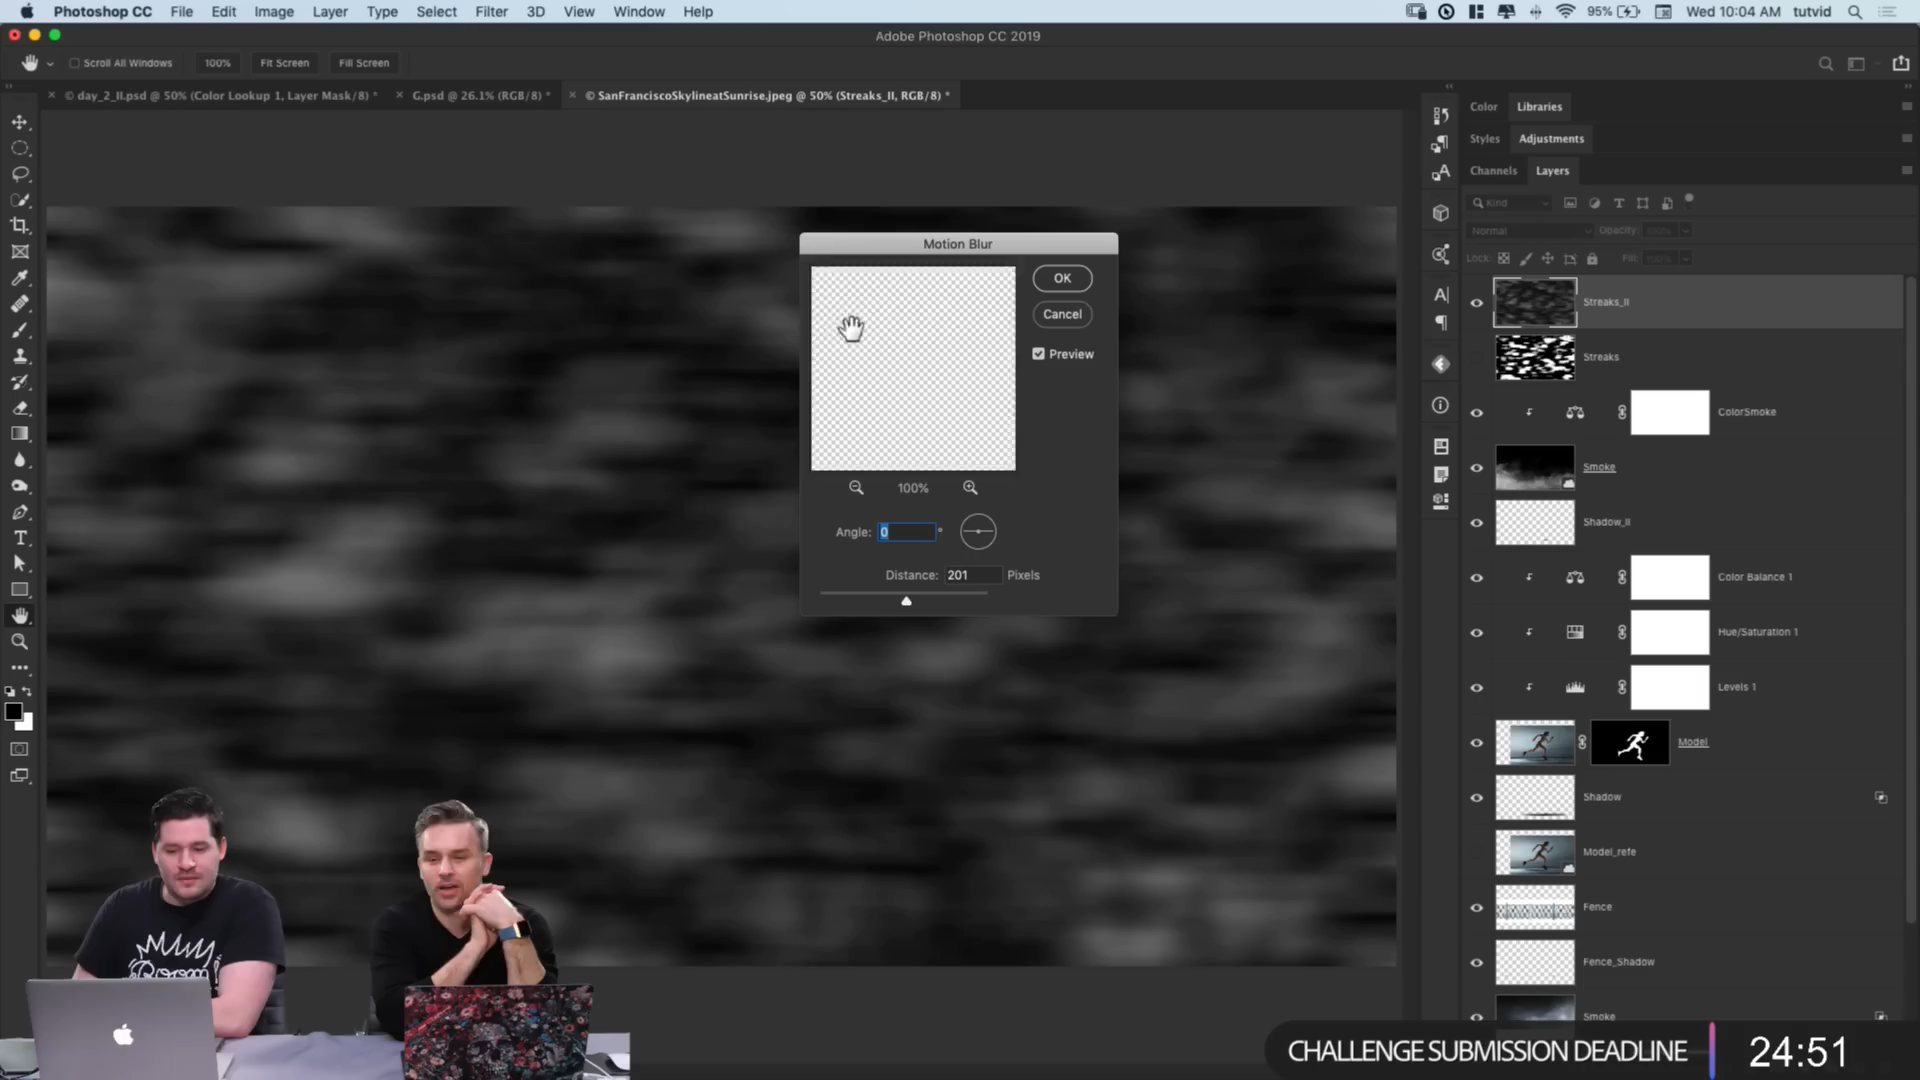 Photoshop CC File Edit Image Layer Type Select Filter 3D View Window Help 95% Wed 10:04 AM tutvid
Adobe Photoshop CC 2019
Scroll All Windows 100% Fit Screen Fill Screen
© day_2_II.psd @ 50% (Color Lookup 1, Layer Mask/8) * G.psd @ 26.1% (RGB/8) * © SanFranciscoSkylineatSunrise.jpeg @ 50% (Streaks_II, RGB/8) *
Color Libraries
Styles Adjustments
Channels Layers
Kind
Normal Opacity:
Lock: Fill:
Motion Blur
OK
Cancel
Preview
100%
Angle: 0 °
Distance: 201 Pixels
Streaks_II
Streaks
ColorSmoke
Smoke
Shadow_II
Color Balance 1
Hue/Saturation 1
Levels 1
Model
Shadow
Model_refe
Fence
Fence_Shadow
Smoke
CHALLENGE SUBMISSION DEADLINE 24:51